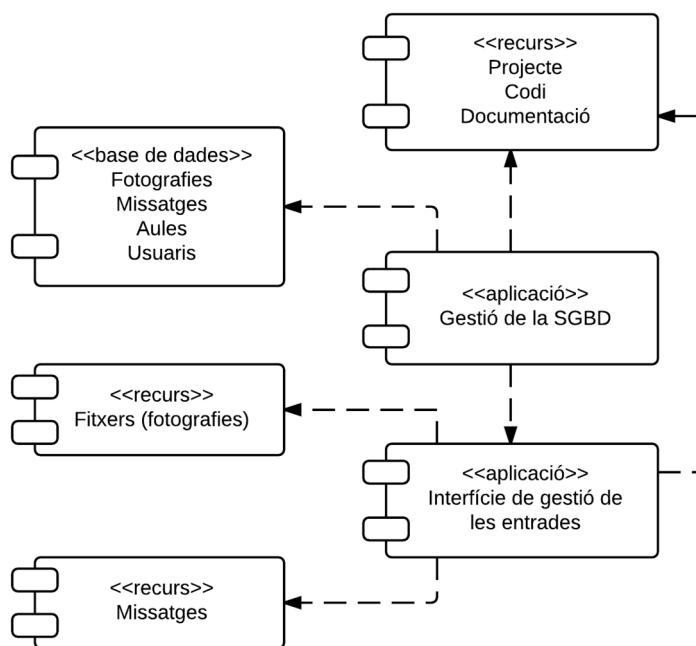 <<recurs>>
Projecte
Codi
Documentació
<<base de dades>>
Fotografies
Missatges
Aules
Usuaris
<<aplicació>>
Gestió de la SGBD
<<recurs>>
Fitxers (fotografies)
<<aplicació>>
Interfície de gestió de
les entrades
<<recurs>>
Missatges